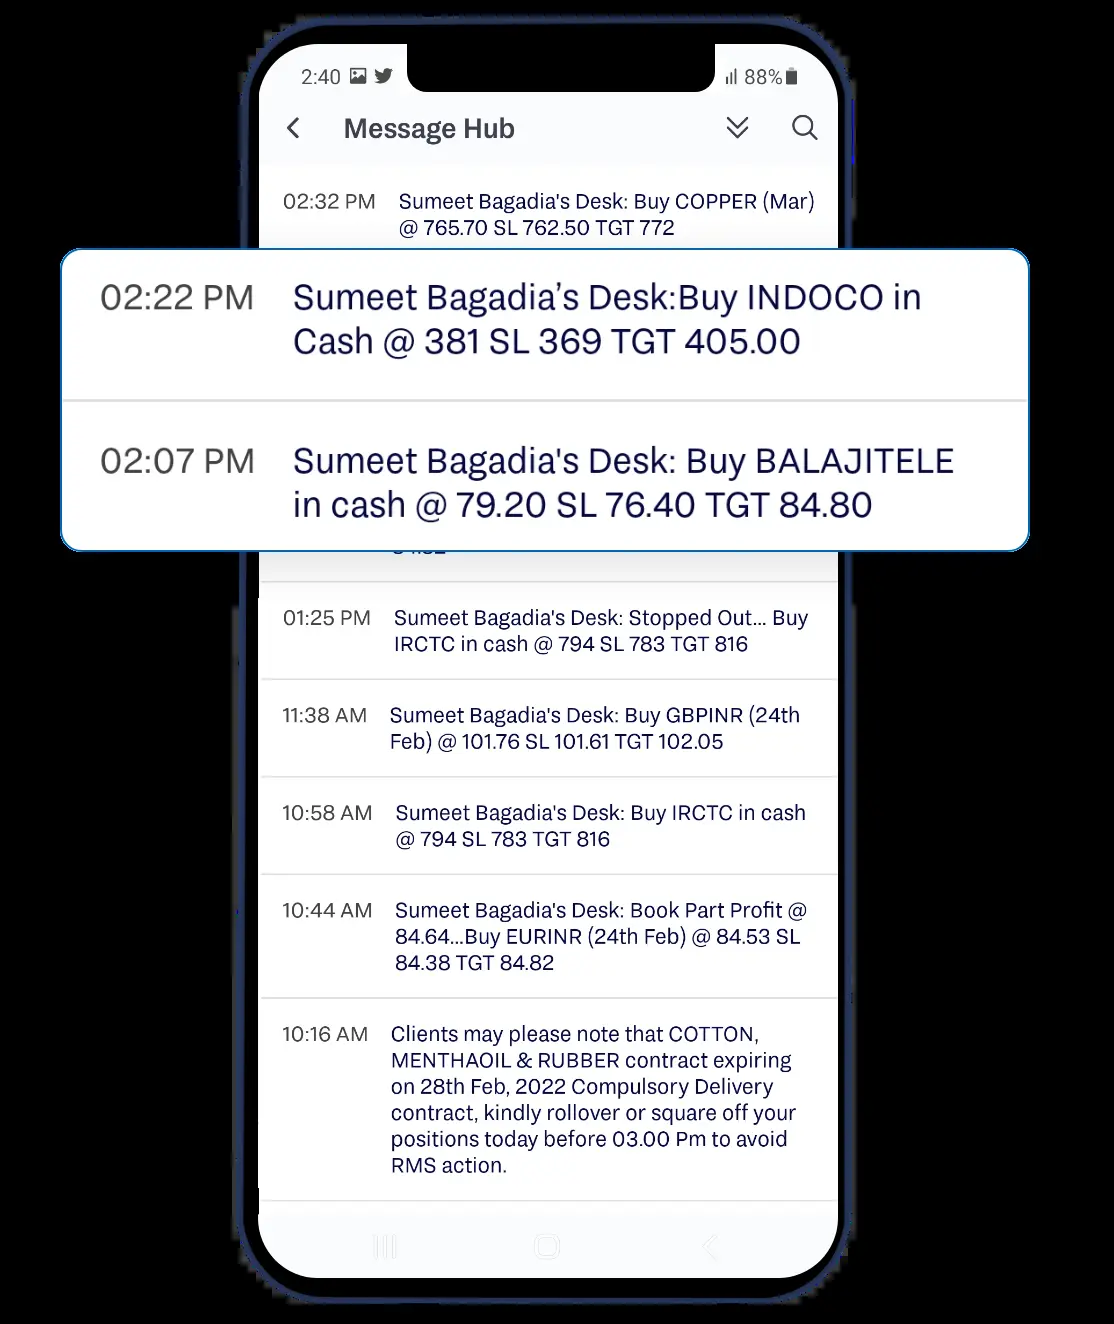 2:40 88%
Message Hub
02:32 PM Sumeet Bagadia's Desk: Buy COPPER (Mar)
@ 765.70 SL 762.50 TGT 772
02:22 PM Sumeet Bagadia’s Desk:Buy INDOCO in
Cash @ 381 SL 369 TGT 405.00
02:07 PM Sumeet Bagadia's Desk: Buy BALAJITELE
in cash @ 79.20 SL 76.40 TGT 84.80
01:25 PM Sumeet Bagadia's Desk: Stopped Out... Buy
IRCTC in cash @ 794 SL 783 TGT 816
11:38 AM Sumeet Bagadia's Desk: Buy GBPINR (24th
Feb) @ 101.76 SL 101.61 TGT 102.05
10:58 AM Sumeet Bagadia's Desk: Buy IRCTC in cash
@ 794 SL 783 TGT 816
10:44 AM Sumeet Bagadia's Desk: Book Part Profit @
84.64...Buy EURINR (24th Feb) @ 84.53 SL
84.38 TGT 84.82
10:16 AM Clients may please note that COTTON,
MENTHAOIL & RUBBER contract expiring
on 28th Feb, 2022 Compulsory Delivery
contract, kindly rollover or square off your
positions today before 03.00 Pm to avoid
RMS action.